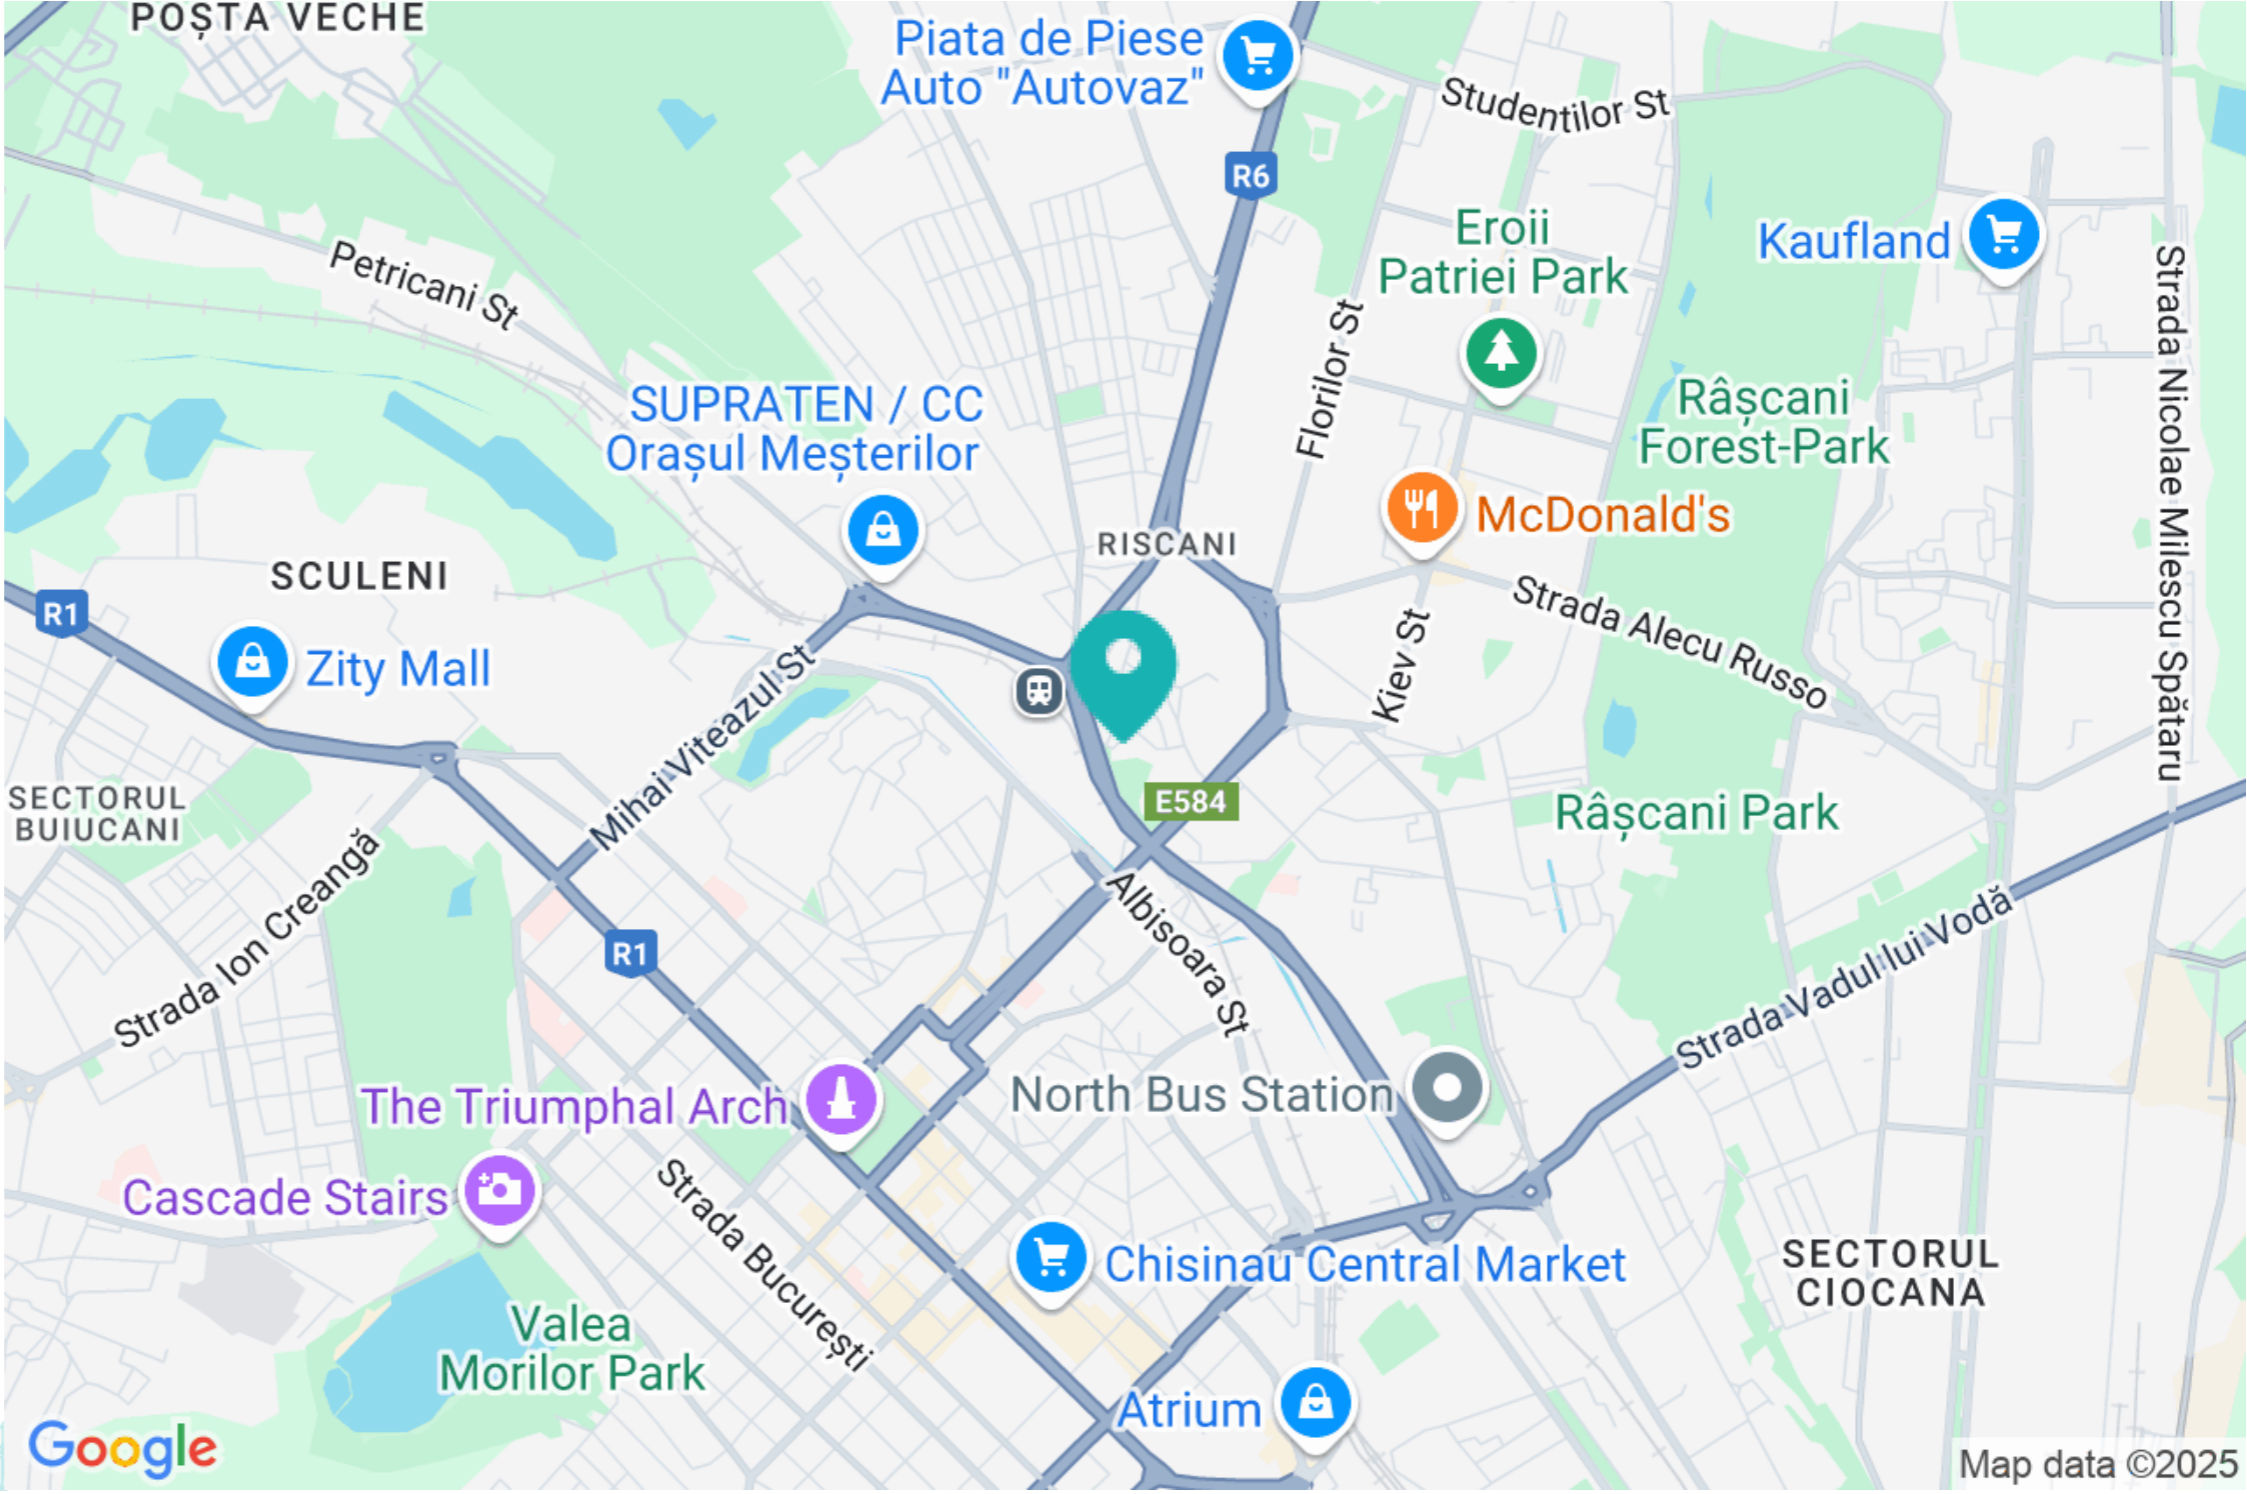 POȘTA VECHE
Piata de Piese
Auto "Autovaz"
Studentilor St
R6
Eroii
Patriei Park
Kaufland
Petricani St
Strada Nicolae Milescu Spătaru
Florilor St
SUPRATEN / CC
Orașul Meșterilor
Râșcani
Forest-Park
McDonald's
RISCANI
SCULENI
R1
Zity Mall
Strada Alecu Russo
Kiev St
Mihai Viteazul St
SECTORUL
BUIUCANI
E584
Râșcani Park
Strada Ion Creangă
Albisoara St
R1
Strada Vadul lui Vodă
The Triumphal Arch
North Bus Station
Cascade Stairs
Strada București
Chisinau Central Market
SECTORUL
CIOCANA
Valea
Morilor Park
Atrium
Google
Map data ©2025